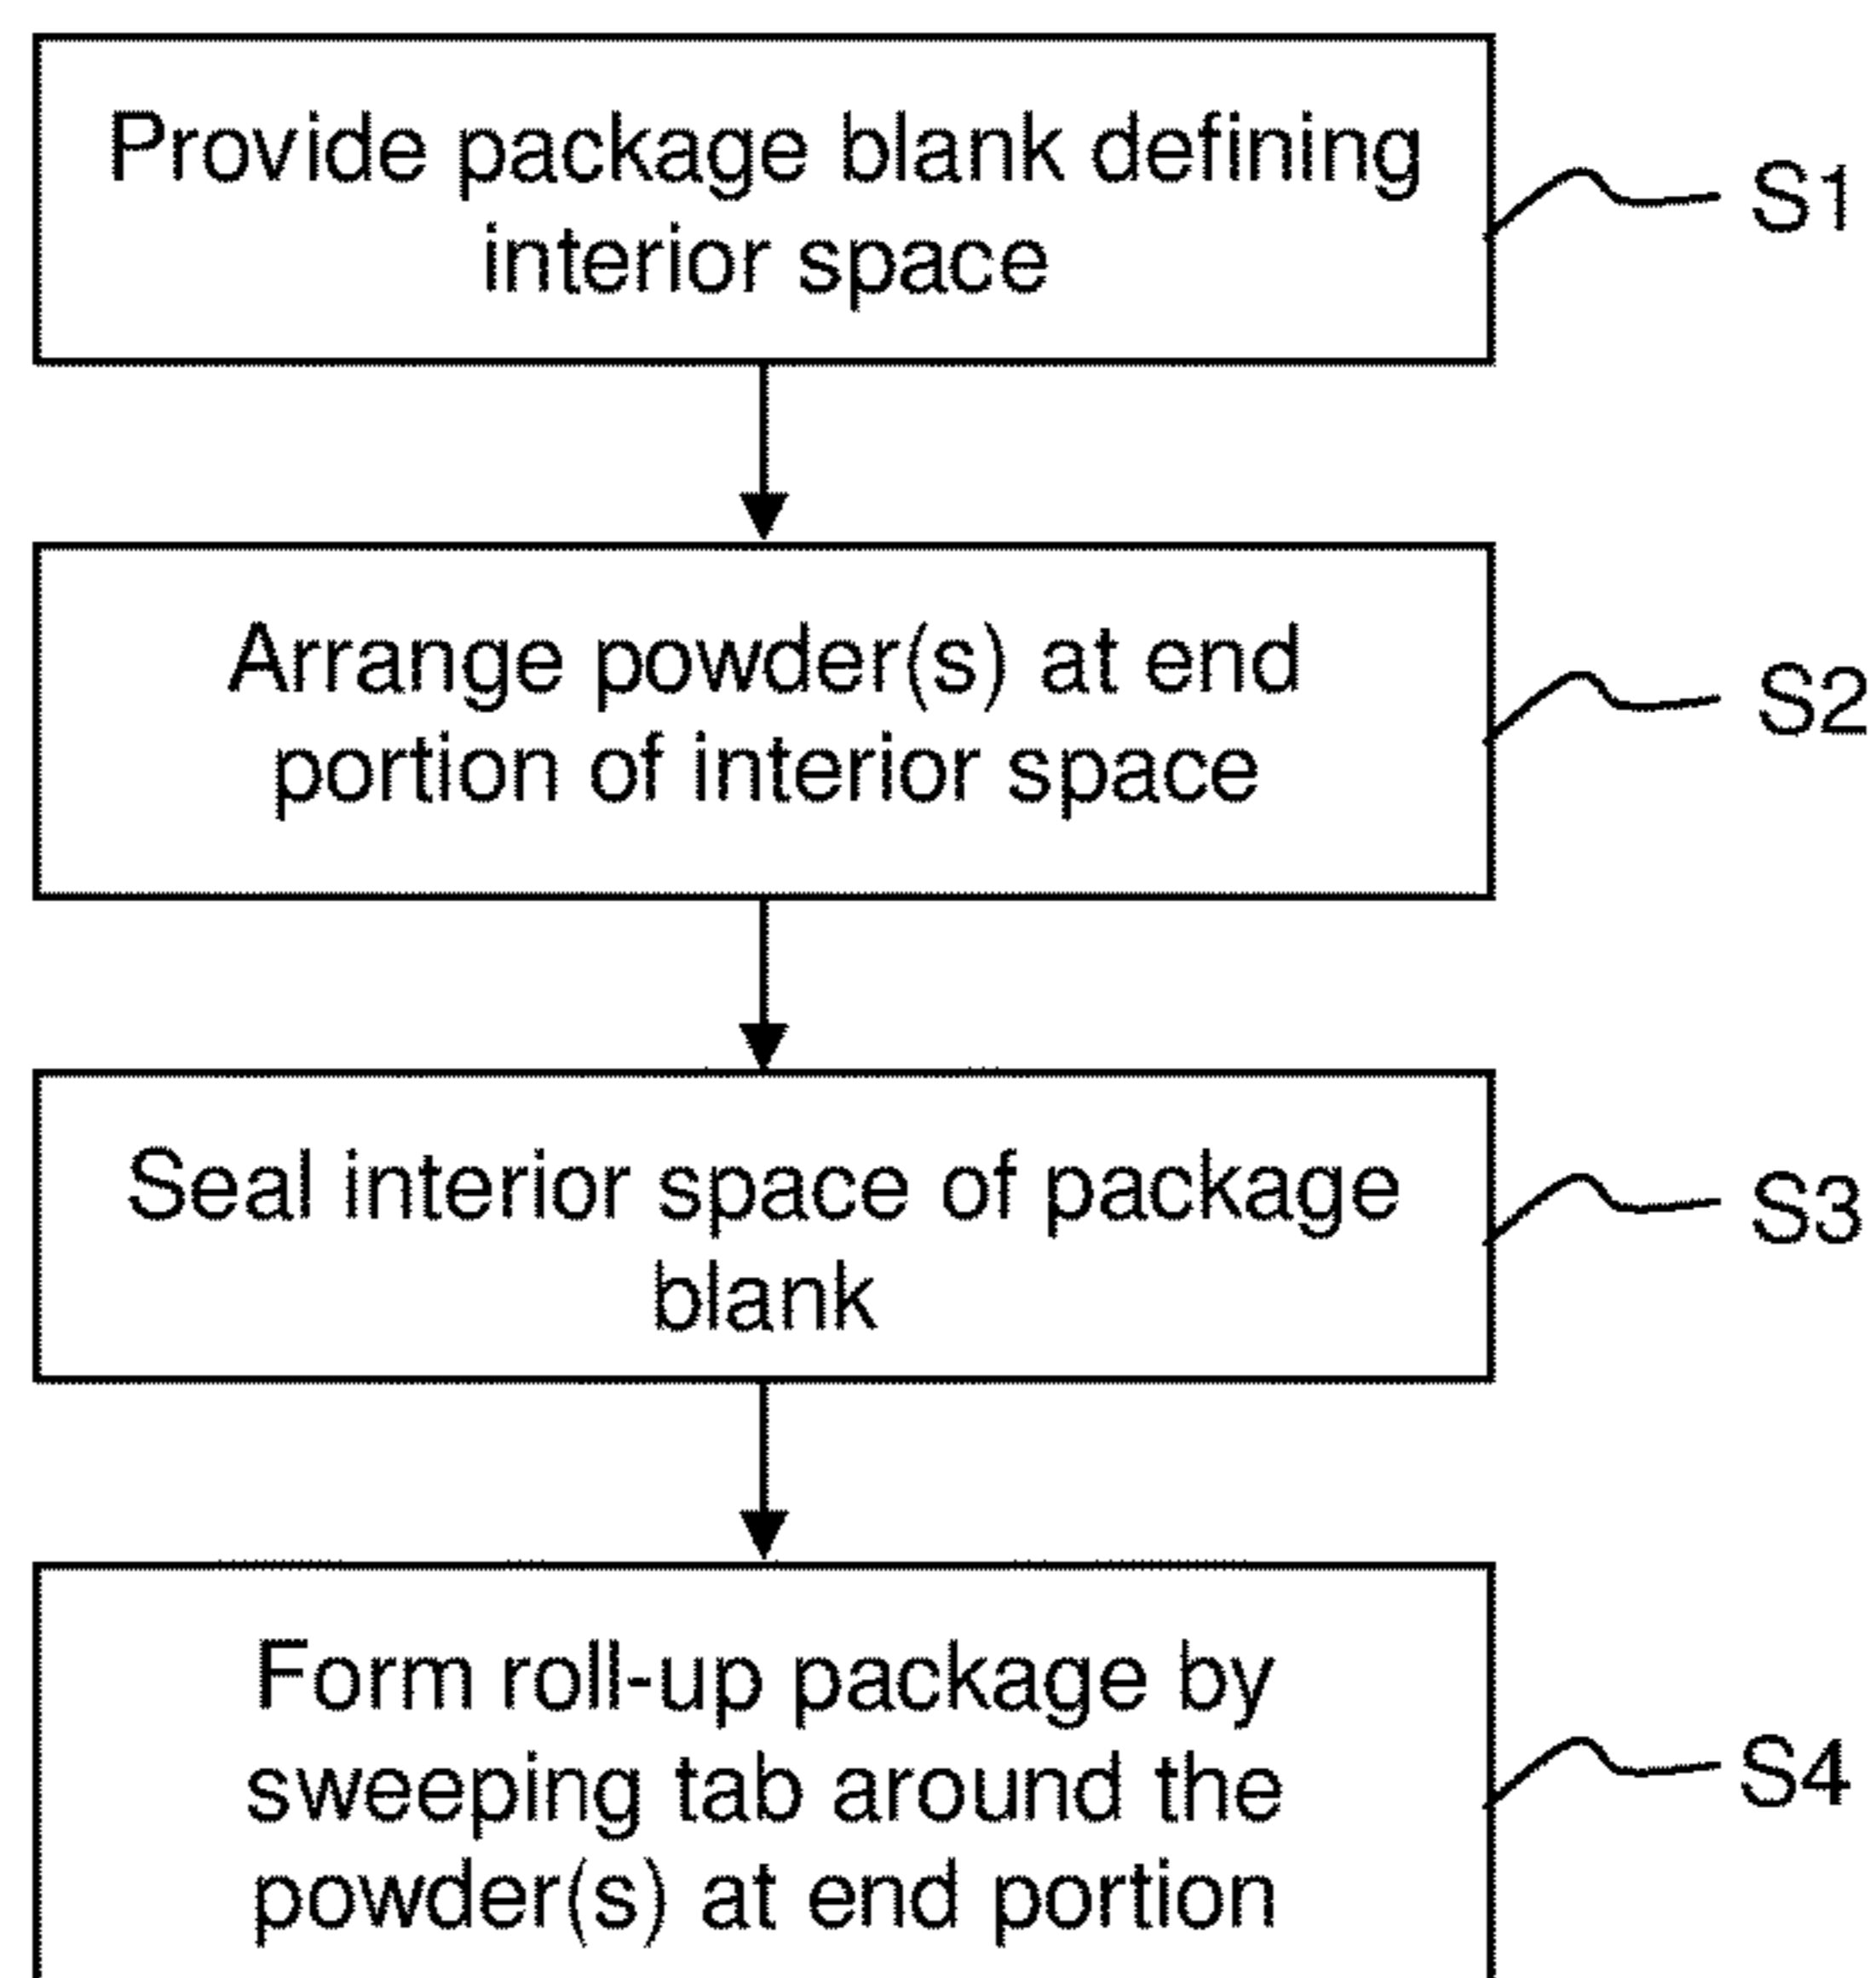 Provide package blank defining
interior space
S1
Arrange powder(s) at end
portion of interior space
S2
Seal interior space of package
blank
S3
Form roll-up package by
sweeping tab around the
powder(s) at end portion
S4